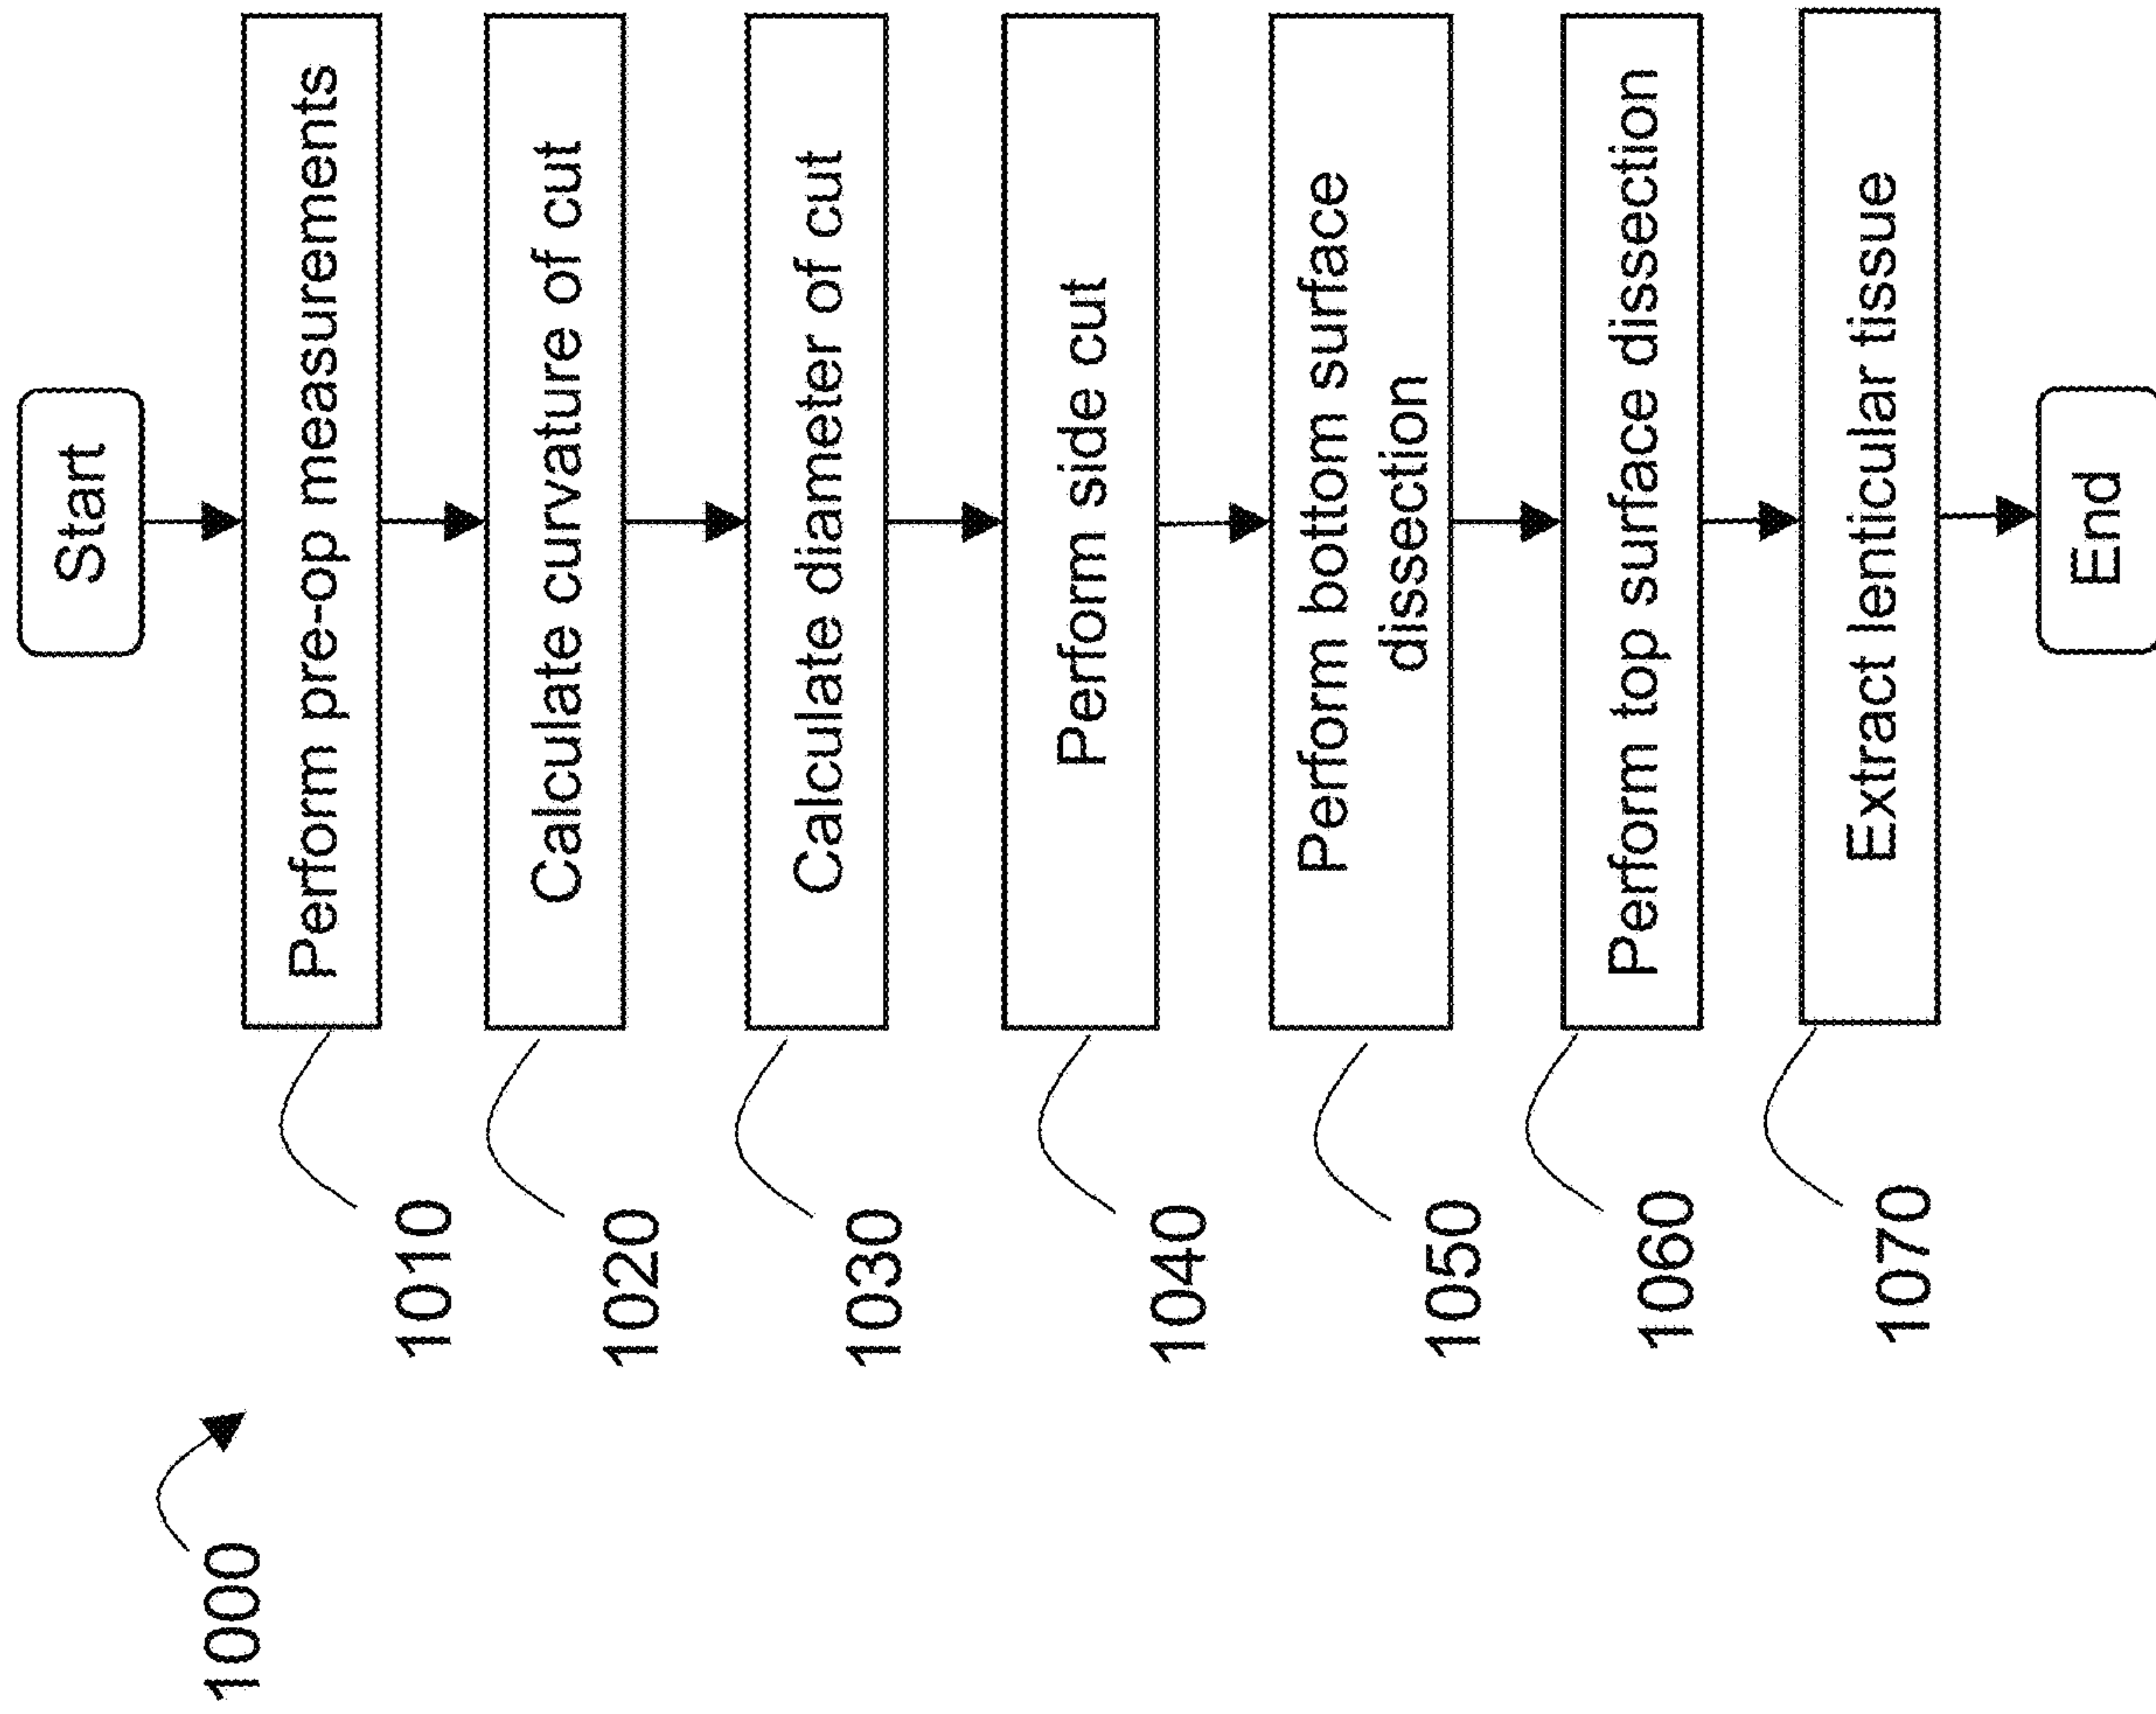 1000
Start
1010
Perform pre-op measurements
1020
Calculate curvature of cut
1030
Calculate diameter of cut
1040
Perform side cut
1050
Perform bottom surface
dissection
1060
Perform top surface dissection
1070
Extract lenticular tissue
End